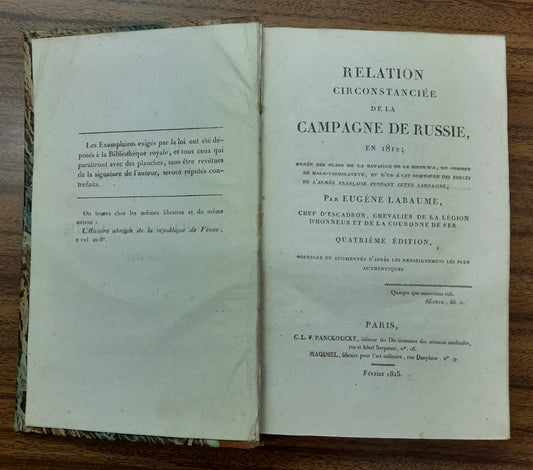 Les Exemplaires exigés par la loi ont été dé-
posés à la Bibliothèque royale, et tous ceux qui
paraîtront avec des planches, sans être revêtues
de la signature de l'auteur, seront réputés con-
trefaits.
On trouve chez les mêmes libraires et du même
auteur :
L'Histoire abrégée de la république de Venise,
2 vol. in-8°.
RELATION
CIRCONSTANCIÉE
DE LA
CAMPAGNE DE RUSSIE,
EN 1812;
ORNÉE DES PLANS DE LA BATAILLE DE LA MOSKWA, DU COMBAT
DE MALO-JAROSLAVETZ, ET D'UN ÉTAT SOMMAIRE DES FORCES
DE L'ARMÉE FRANÇAISE PENDANT CETTE CAMPAGNE;
PAR EUGÈNE LABAUME,
CHEF D'ESCADRON, CHEVALIER DE LA LÉGION
D'HONNEUR ET DE LA COURONNE DE FER.
QUATRIÈME ÉDITION,
CORRIGÉE ET AUGMENTÉE D'APRÈS LES RENSEIGNEMENS LES PLUS
AUTHENTIQUES.
Quæque ipse miserrima vidi.
ÆNEID., lib. II.
PARIS,
C. L. F. PANCKOUCKE, éditeur du Dictionnaire des sciences médicales,
rue et hôtel Serpente, n°. 16.
MAGIMEL, libraire pour l'art militaire, rue Dauphine, n°. 9.
Février 1815.